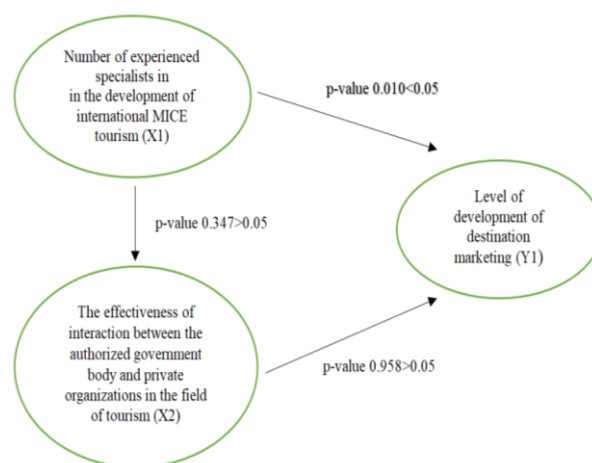 Number of experienced
specialists in
in the development of
international MICE
tourism (X1)
p-value 0.010<0.05
Level of
development of
destination
marketing (Y1)
p-value 0.347>0.05
The effectiveness of
interaction between the
authorized government
body and private
organizations in the field
of tourism (X2)
p-value 0.958>0.05